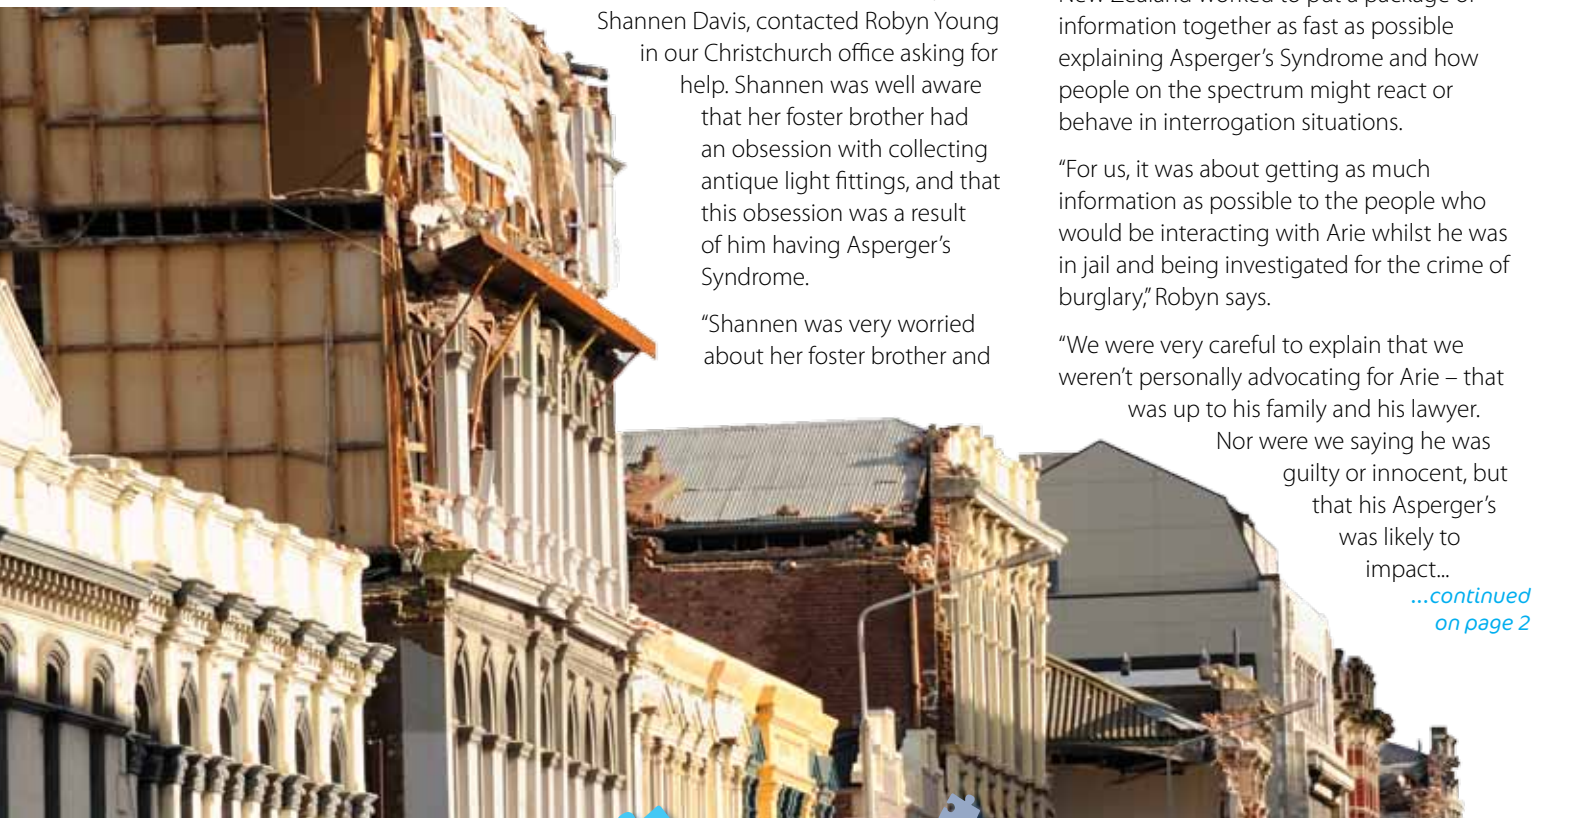 Shannen Davis, contacted Robyn Young
in our Christchurch office asking for
help. Shannen was well aware
that her foster brother had
an obsession with collecting
antique light fittings, and that
this obsession was a result
of him having Asperger’s
Syndrome.
“Shannen was very worried
about her foster brother and
New Zealand worked to put a package of
information together as fast as possible
explaining Asperger’s Syndrome and how
people on the spectrum might react or
behave in interrogation situations.
“For us, it was about getting as much
information as possible to the people who
would be interacting with Arie whilst he was
in jail and being investigated for the crime of
burglary,” Robyn says.
“We were very careful to explain that we
weren’t personally advocating for Arie – that
was up to his family and his lawyer.
Nor were we saying he was
guilty or innocent, but
that his Asperger’s
was likely to
impact...
...continued
on page 2